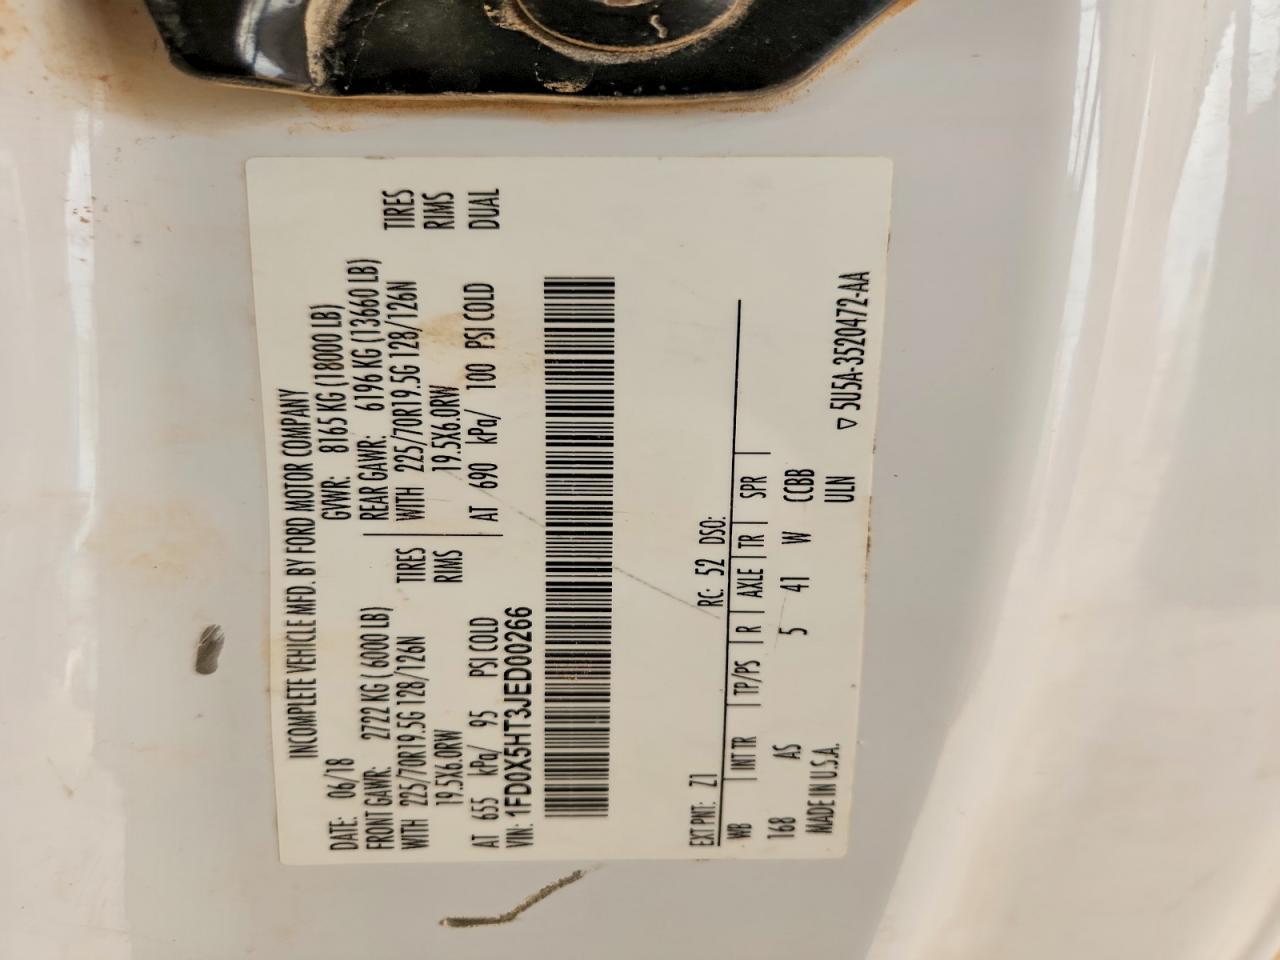 INCOMPLETE VEHICLE MFD. BY FORD MOTOR COMPANY
DATE: 06/18 GVWR: 8165 KG (18000 LB)
FRONT GAWR: 2722 KG ( 6000 LB) REAR GAWR: 6196 KG (13660 LB)
WITH 225/70R19.5G 128/126N TIRES WITH 225/70R19.5G 128/126N TIRES
19.5X6.0RW RIMS 19.5X6.0RW RIMS
AT 655 kPa/ 95 PSI COLD AT 690 kPa/ 100 PSI COLD DUAL
VIN: 1FD0X5HT3JED00266
EXT PNT: Z1 RC: 52 DSO:
WB | INT TR | TP/PS | R | AXLE | TR | SPR |
168 AS 5 41 W CCBB
MADE IN U.S.A. ULN ▽ 5U5A-3520472-AA